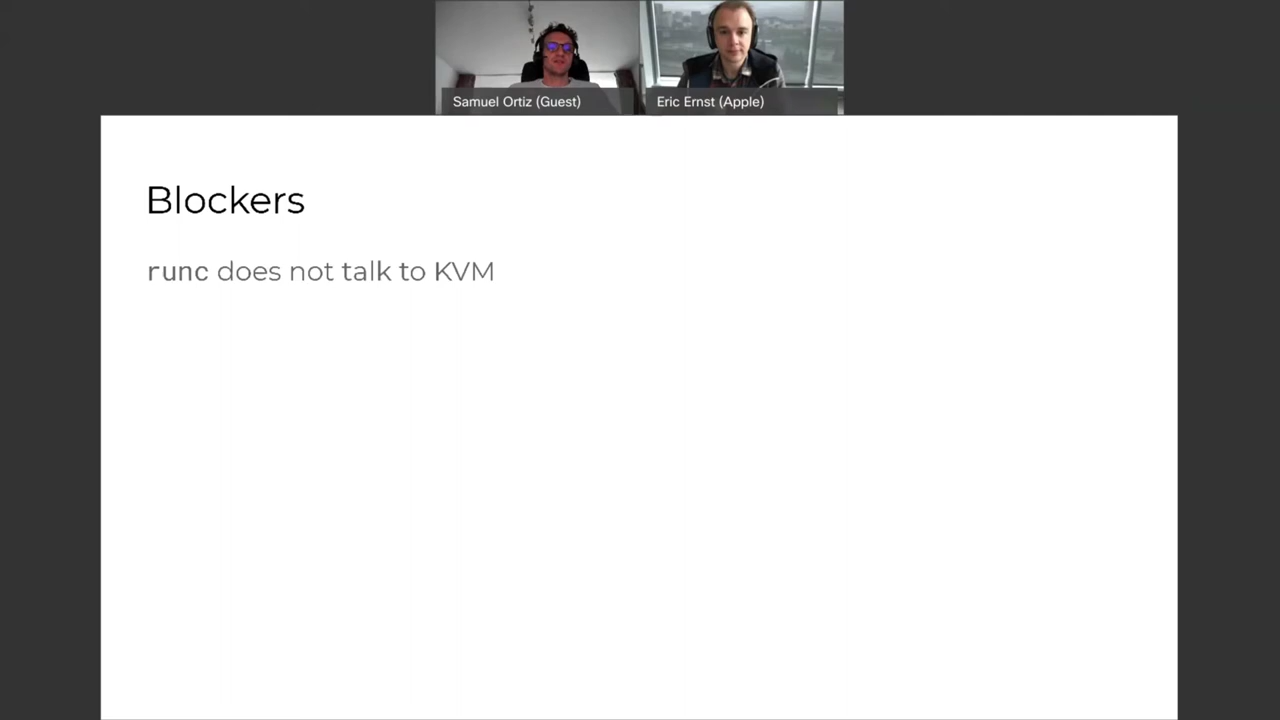 Samuel Ortiz (Guest)
Eric Ernst (Apple)
Blockers
runc does not talk to KVM